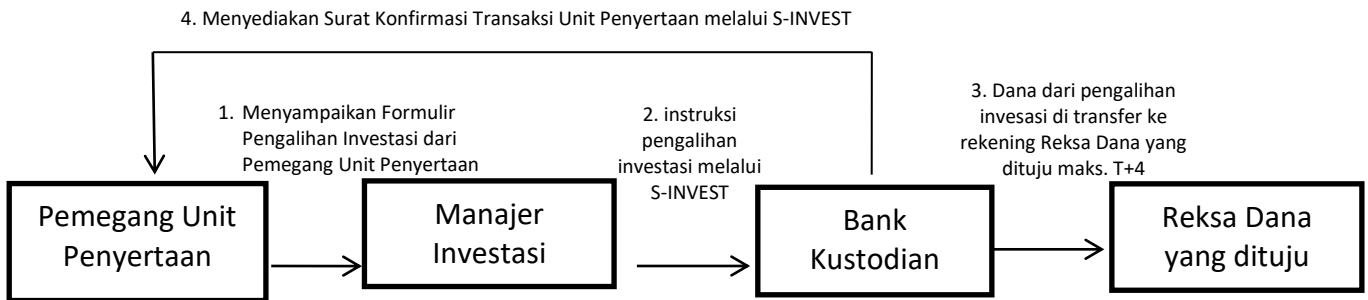 4. Menyediakan Surat Konfirmasi Transaksi Unit Penyertaan melalui S-INVEST
1. Menyampaikan Formulir
Pengalihan Investasi dari
Pemegang Unit Penyertaan
2. instruksi
pengalihan
investasi melalui
S-INVEST
3. Dana dari pengalihan
invesasi di transfer ke
rekening Reksa Dana yang
dituju maks. T+4
Pemegang Unit
Penyertaan
Manajer
Investasi
Bank
Kustodian
Reksa Dana
yang dituju